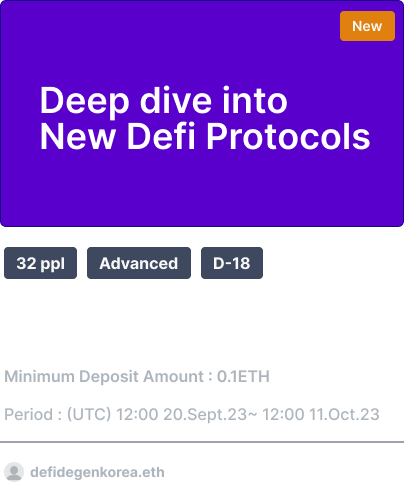 New
Deep dive into
New Defi Protocols
32 ppl
Advanced
D-18
Minimum Deposit Amount : 0.1ETH
Period : (UTC) 12:00 20.Sept.23~ 12:00 11.Oct.23
defidegenkorea.eth